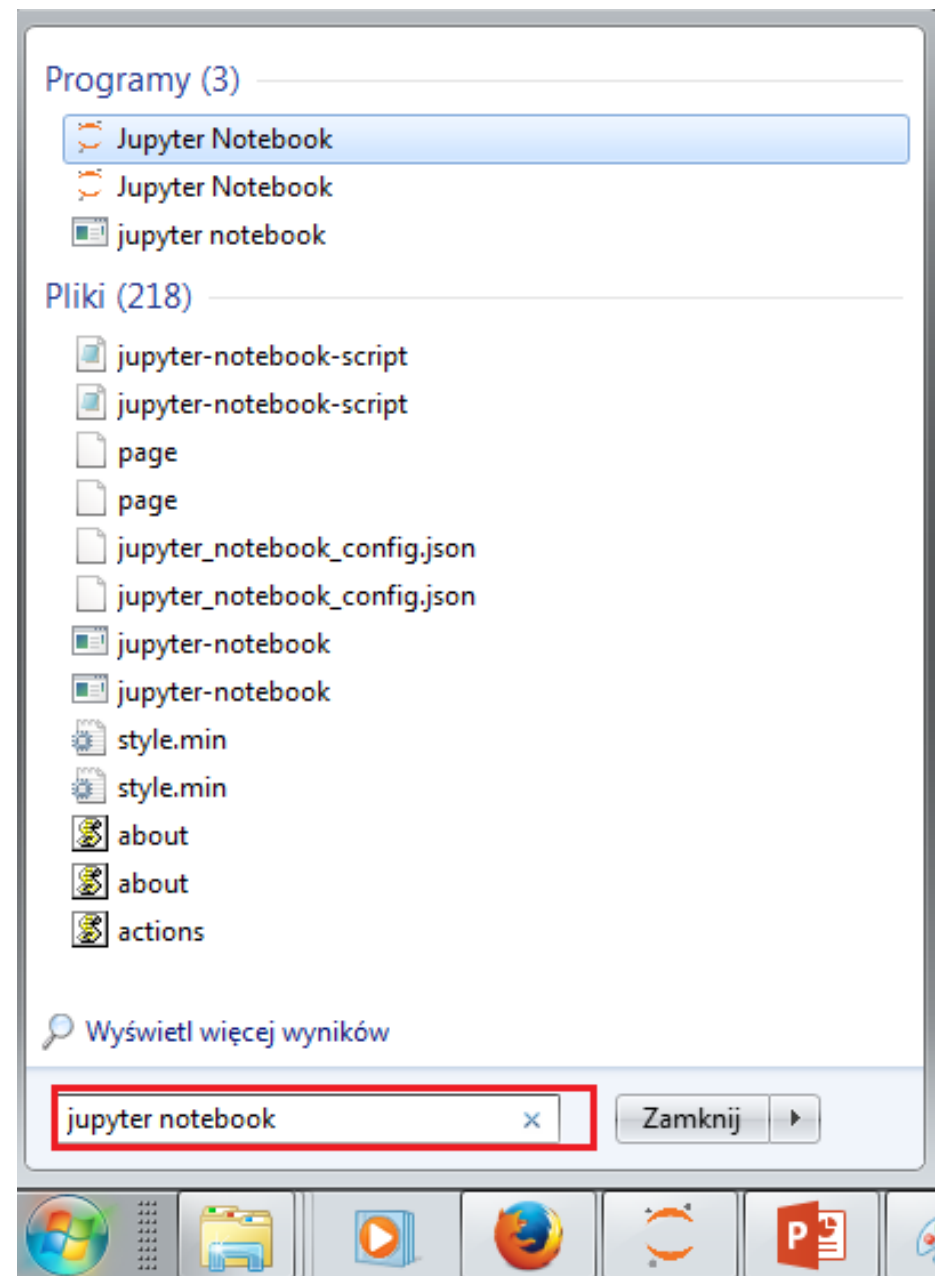 Programy (3)
Jupyter Notebook
Jupyter Notebook
jupyter notebook
Pliki (218)
jupyter-notebook-script
jupyter-notebook-script
page
page
jupyter_notebook_config.json
jupyter_notebook_config.json
jupyter-notebook
jupyter-notebook
style.min
style.min
about
about
actions
Wyświetl więcej wyników
jupyter notebook
Zamknij
P